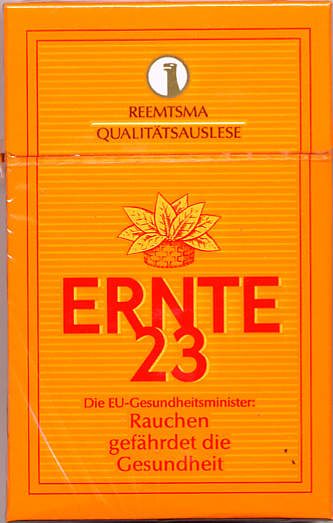 REEMTSMA
QUALITÄTSAUSLESE
ERNTE
23
Die EU-Gesundheitsminister:
Rauchen
gefährdet die
Gesundheit